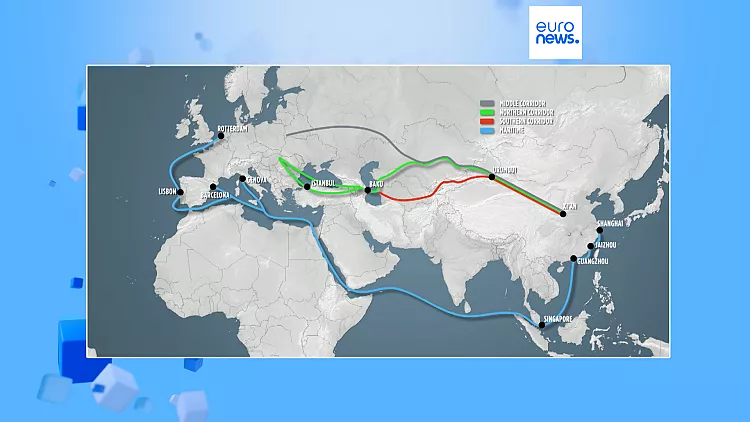 euro
news.
MIDDLE CORRIDOR
NORTHERN CORRIDOR
SOUTHERN CORRIDOR
MARITIME
ROTTERDAM
GENOVA
LISBON
BARCELONA
ISTANBUL
BAKU
URUMQUI
XI'AN
SHANGHAI
TAIZHOU
GUANGZHOU
SINGAPORE